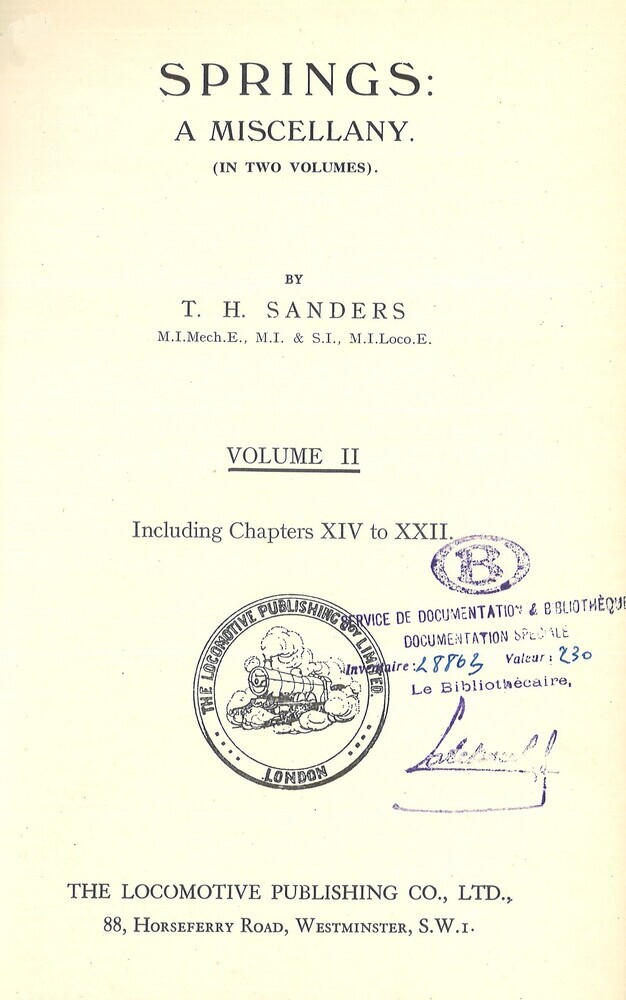 SPRINGS:
A MISCELLANY.
(IN TWO VOLUMES).
BY
T. H. SANDERS
M.I.Mech.E., M.I. & S.I., M.I.Loco.E.
VOLUME II
Including Chapters XIV to XXII.
B
SERVICE DE DOCUMENTATION & BIBLIOTHÈQUE
DOCUMENTATION SPECIALE
Inventaire: 28863 Valeur: 230
Le Bibliothécaire,
THE LOCOMOTIVE PUBLISHING Coy LIMITED.
LONDON
THE LOCOMOTIVE PUBLISHING CO., LTD.,
88, HORSEFERRY ROAD, WESTMINSTER, S.W.1.